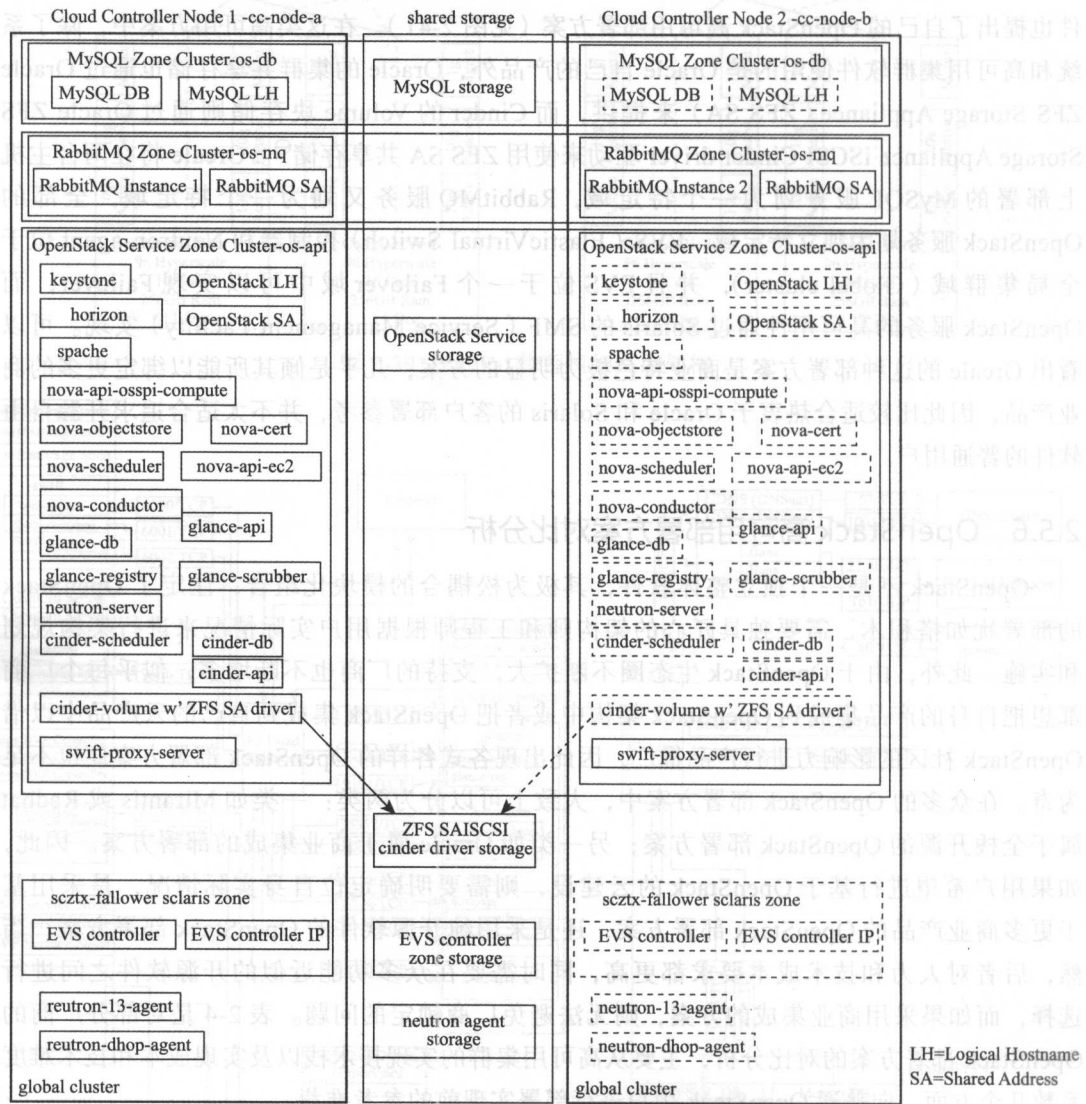 Cloud Controller Node 1-cc-node-a
shared storage
Cloud Controller Node 2 -cc-node-b
MySQL Zone Cluster-os-db
MySQL DB
MySQL LH
MySQL storage
MySQL Zone Cluster-os-db
MySQL DB
MySQL LH
RabbitMQ Zone Cluster-os-mq
RabbitMQ Instance 1
RabbitMQ SA
RabbitMQ Zone Cluster-os-mq
RabbitMQ Instance 2
RabbitMQ SA
OpenStack Service Zone Cluster-os-api
keystone
OpenStack LH
horizon
OpenStack SA
spache
nova-api-osspi-compute
nova-objectstore
nova-cert
nova-scheduler
nova-api-ec2
nova-conductor
glance-api
glance-db
glance-registry
glance-scrubber
neutron-server
cinder-scheduler
cinder-db
cinder-api
cinder-volume w' ZFS SA driver
swift-proxy-server
OpenStack Service
storage
OpenStack Service Zone Cluster-os-api
keystone
OpenStack LH
horizon
OpenStack SA
spache
nova-api-osspi-compute
nova-objectstore
nova-cert
nova-scheduler
nova-api-ec2
nova-conductor
glance-api
glance-db
glance-registry
glance-scrubber
neutron-server
cinder-scheduler
cinder-db
cinder-api
cinder-volume w' ZFS SA driver
swift-proxy-server
ZFS SAISCSI
cinder driver storage
scztx-fallower sclaris zone
EVS controller
EVS controller IP
EVS controller
zone storage
scztx-fallower sclaris zone
EVS controller
EVS controller IP
reutron-13-agent
reutron-dhop-agent
neutron agent
storage
neutron-13-agent
neutron-dhop-agent
global cluster
global cluster
LH=Logical Hostname
SA=Shared Address